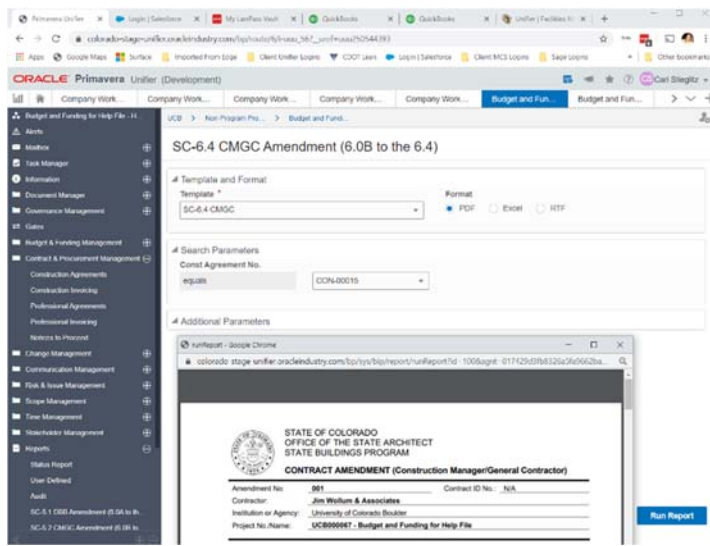 Primavera Unifier
Login | Salesforce
My LastPass Vault
QuickBooks
QuickBooks
Unifier | Facilities
Apps
Google Maps
Surface
Imported From Edge
Client Unifier Logins
CDOT Learn
Login | Salesforce
Client MCS Logins
Sage Logins
Other bookmarks
ORACLE Primavera Unifier (Development)
Carl Stieglitz
Company Work...
Company Work...
Company Work...
Company Work...
Company Work...
Budget and Fun...
Budget and Fun...
Budget and Funding for Help File - H...
Alerts
Mailbox
Task Manager
Information
Document Manager
Governance Management
Gates
Budget & Funding Management
Contract & Procurement Management
Construction Agreements
Construction Invoicing
Professional Agreements
Professional Invoicing
Notices to Proceed
Change Management
Communication Management
Risk & Issue Management
Scope Management
Time Management
Stakeholder Management
Reports
Status Report
User-Defined
Audit
SC-5.1 DBB Amendment (6.0A to th...
SC-5.2 CMGC Amendment (6.0B to
UCB > Non Program Pro... > Budget and Fundi...
SC-6.4 CMGC Amendment (6.0B to the 6.4)
Template and Format
Template *
SC-6.4 CMGC
Format
PDF
Excel
RTF
Search Parameters
Const Agreement No.
equals
CON-00015
Additional Parameters
runReport - Google Chrome
STATE OF COLORADO
OFFICE OF THE STATE ARCHITECT
STATE BUILDINGS PROGRAM
CONTRACT AMENDMENT (Construction Manager/General Contractor)
Amendment No: 001 Contract ID No.: N/A
Contractor: Jim Wollum & Associates
Institution or Agency: University of Colorado Boulder
Project No./Name: UCB000067 - Budget and Funding for Help File
Run Report